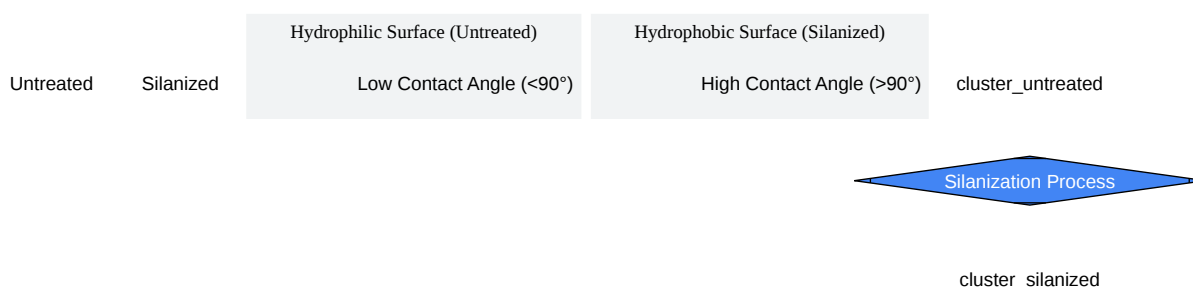 Hydrophilic Surface (Untreated)
Hydrophobic Surface (Silanized)
Untreated
Silanized
Low Contact Angle (<90°)
High Contact Angle (>90°)
cluster_untreated
Silanization Process
cluster_silanized